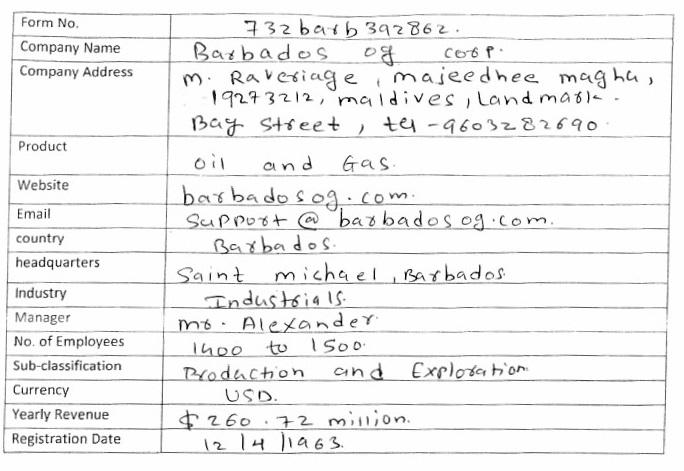 Form No. 732barb392862.
Company Name Barbados og corp.
Company Address M. Raveriage, majeedhee magu,
19273212, maldives, Landmark -
Bay Street, tel -9603282690.
Product oil and Gas.
Website barbadosog.com.
Email Support@barbadosog.com.
country Barbados.
headquarters Saint michael, Barbados
Industry Industrials.
Manager mr. Alexander.
No. of Employees 1400 to 1500.
Sub-classification Production and Exploration
Currency USD.
Yearly Revenue $260.72 million.
Registration Date 12/4/1963.